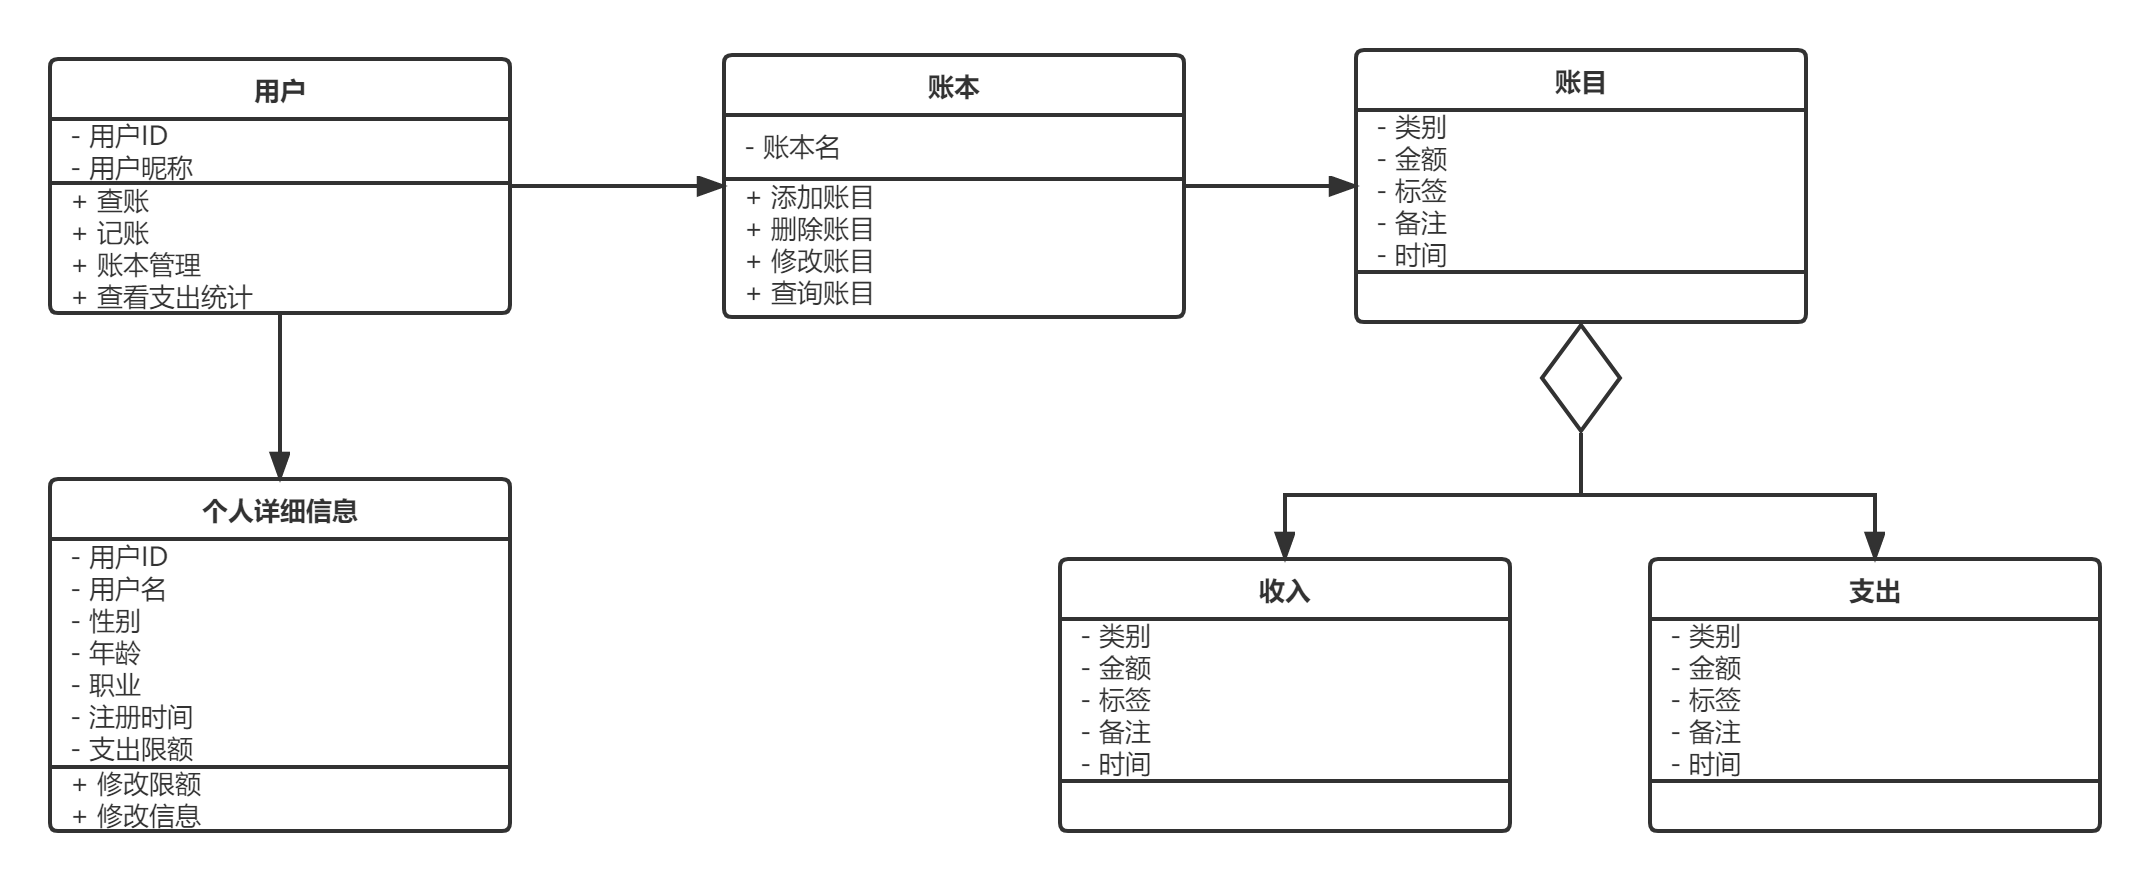 用户
- 用户ID
- 用户昵称
+ 查账
+ 记账
+ 账本管理
+ 查看支出统计
账本
- 账本名
+ 添加账目
+ 删除账目
+ 修改账目
+ 查询账目
账目
- 类别
- 金额
- 标签
- 备注
- 时间
个人详细信息
- 用户ID
- 用户名
- 性别
- 年龄
- 职业
- 注册时间
- 支出限额
+ 修改限额
+ 修改信息
收入
- 类别
- 金额
- 标签
- 备注
- 时间
支出
- 类别
- 金额
- 标签
- 备注
- 时间